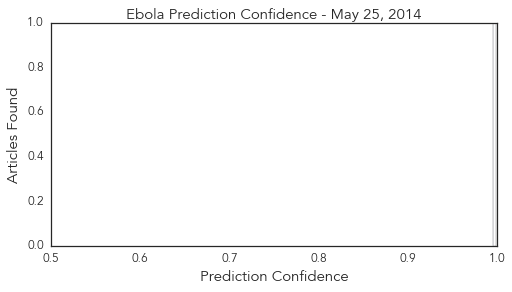 Ebola Prediction Confidence - May 25, 2014
1.0
0.8
0.6
0.4
0.2
0.0
Articles Found
0.5 0.6 0.7 0.8 0.9 1.0
Prediction Confidence